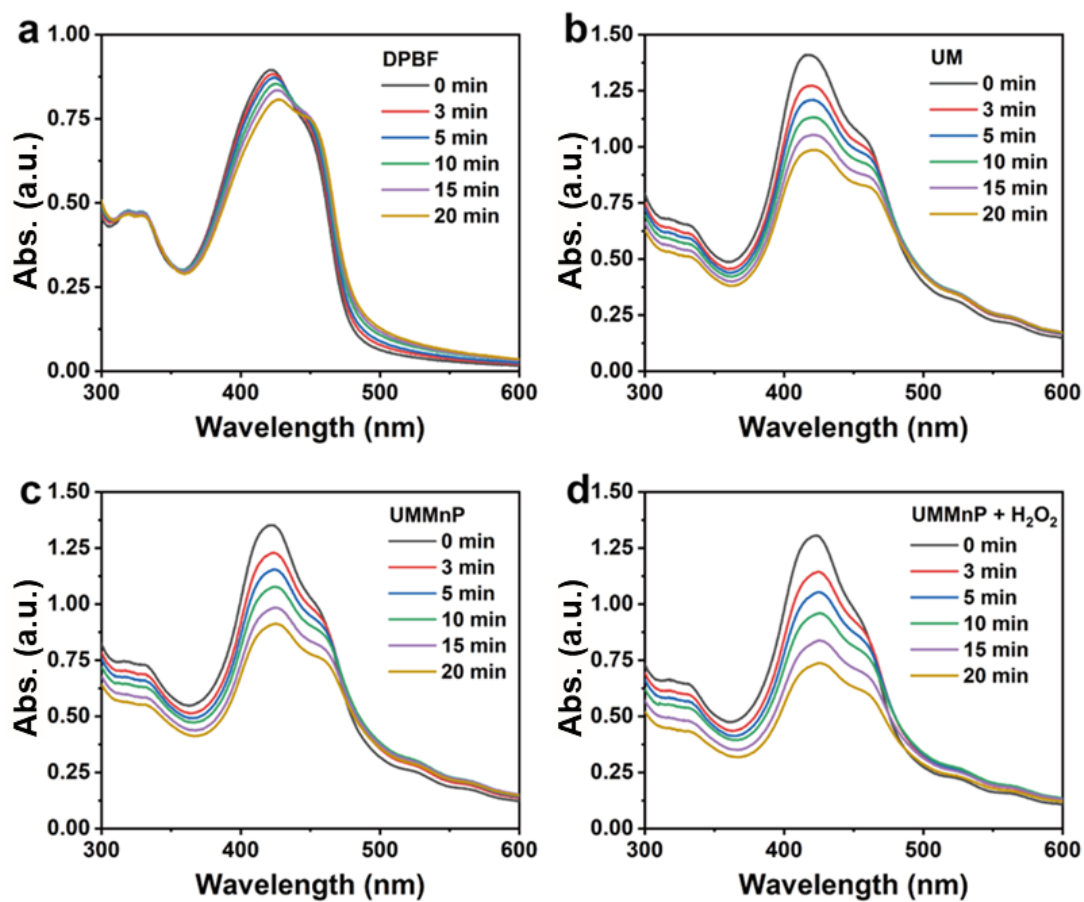 a
DPBF
0 min
3 min
5 min
10 min
15 min
20 min
1.00
0.75
0.50
0.25
0.00
Abs. (a.u.)
300
400
500
600
Wavelength (nm)
b
UM
0 min
3 min
5 min
10 min
15 min
20 min
1.50
1.25
1.00
0.75
0.50
0.25
0.00
Abs. (a.u.)
300
400
500
600
Wavelength (nm)
c
UMMnP
0 min
3 min
5 min
10 min
15 min
20 min
1.50
1.25
1.00
0.75
0.50
0.25
0.00
Abs. (a.u.)
300
400
500
600
Wavelength (nm)
d
UMMnP + H₂O₂
0 min
3 min
5 min
10 min
15 min
20 min
1.50
1.25
1.00
0.75
0.50
0.25
0.00
Abs. (a.u.)
300
400
500
600
Wavelength (nm)